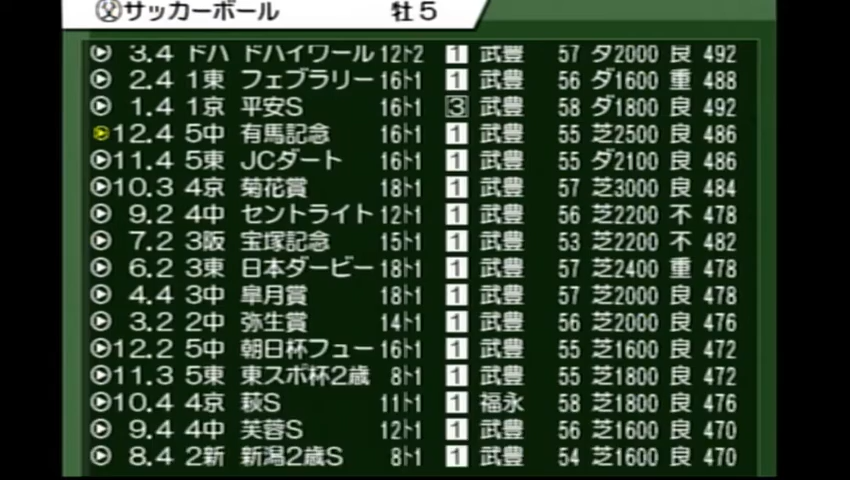 父サッカーボール 牡5
3.4 ドバ ドバイワール 12ト2 1 武豊 57 ダ2000 良 492
2.4 1東 フェブラリー 16ト1 1 武豊 56 ダ1600 重 488
1.4 1京 平安S 16ト1 3 武豊 58 ダ1800 良 492
12.4 5中 有馬記念 16ト1 1 武豊 55 芝2500 良 486
11.4 5東 JCダート 16ト1 1 武豊 55 ダ2100 良 486
10.3 4京 菊花賞 18ト1 1 武豊 57 芝3000 良 484
9.2 4中 セントライト 12ト1 1 武豊 56 芝2200 不 478
7.2 3阪 宝塚記念 15ト1 1 武豊 53 芝2200 不 482
6.2 3東 日本ダービー 18ト1 1 武豊 57 芝2400 重 478
4.4 3中 皐月賞 18ト1 1 武豊 57 芝2000 良 478
3.2 2中 弥生賞 14ト1 1 武豊 56 芝2000 良 476
12.2 5中 朝日杯フュー 16ト1 1 武豊 55 芝1600 良 472
11.3 5東 東スポ杯2歳 8ト1 1 武豊 55 芝1800 良 472
10.4 4京 萩S 11ト1 1 福永 58 芝1800 良 476
9.4 4中 芙蓉S 12ト1 1 武豊 56 芝1600 良 470
8.4 2新 新潟2歳S 8ト1 1 武豊 54 芝1600 良 470